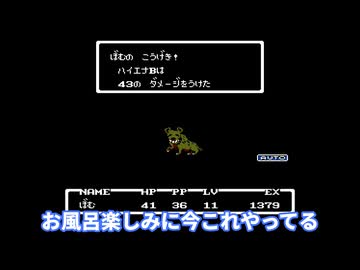 ぼむの こうげき!
ハイエナBは
43の ダメージをうけた
AUTO
NAME HP PP LV EX
ぼむ 41 36 11 1379
お風呂楽しみに今これやってる